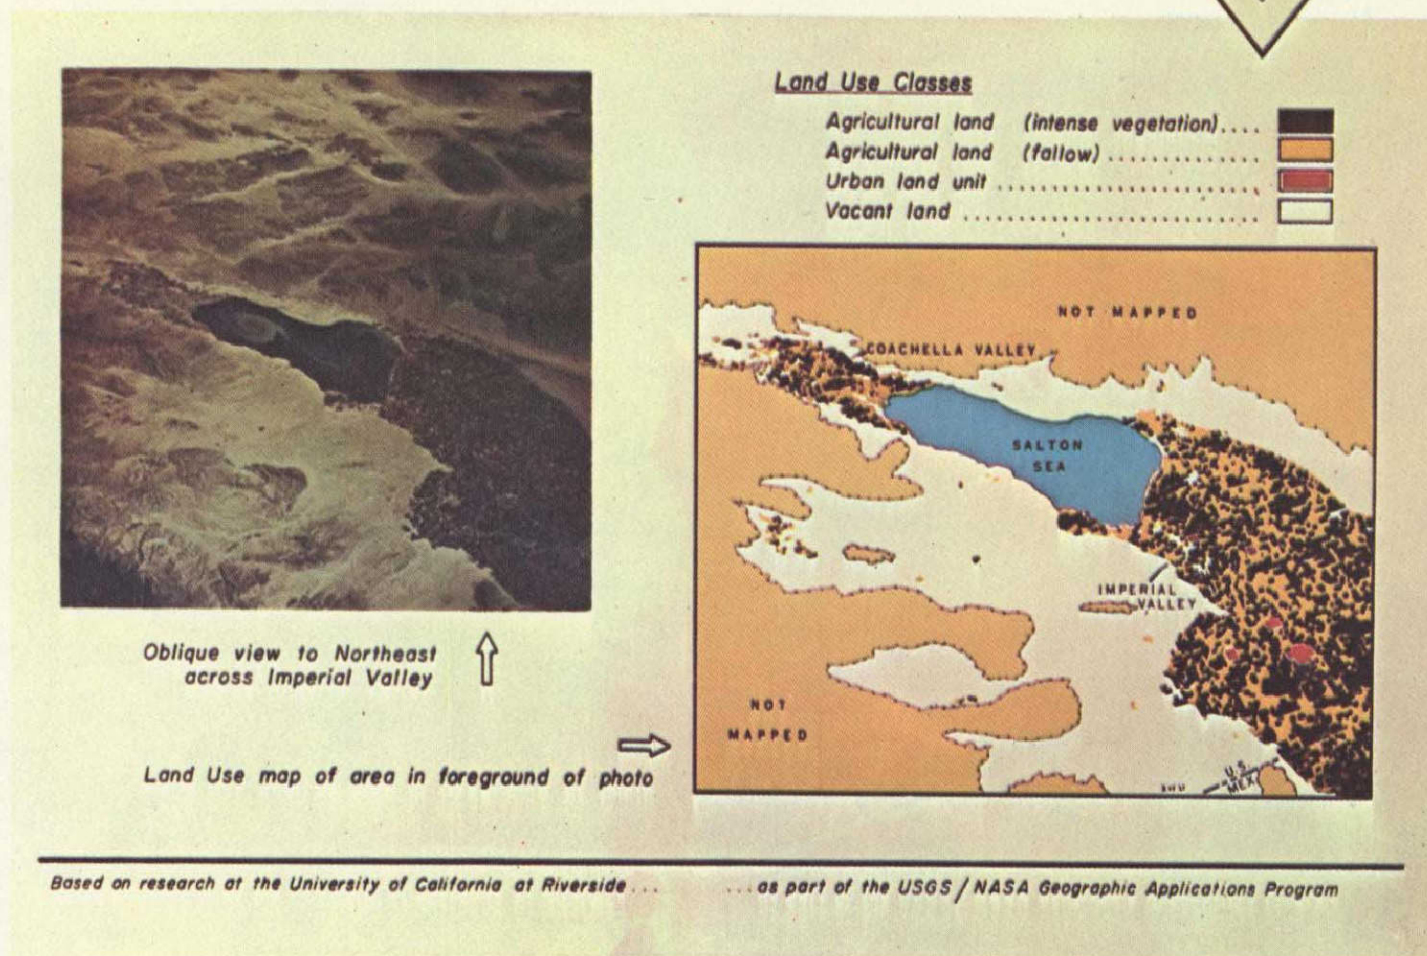 Land Use Classes
Agricultural land (intense vegetation)....
Agricultural land (fallow)..............
Urban land unit..........................
Vacant land .............................
NOT MAPPED
COACHELLA VALLEY
SALTON
SEA
IMPERIAL
VALLEY
NOT
MAPPED
U.S.
MEX.
Oblique view to Northeast
across Imperial Valley
Land Use map of area in foreground of photo
Based on research at the University of California at Riverside...
...as part of the USGS/NASA Geographic Applications Program